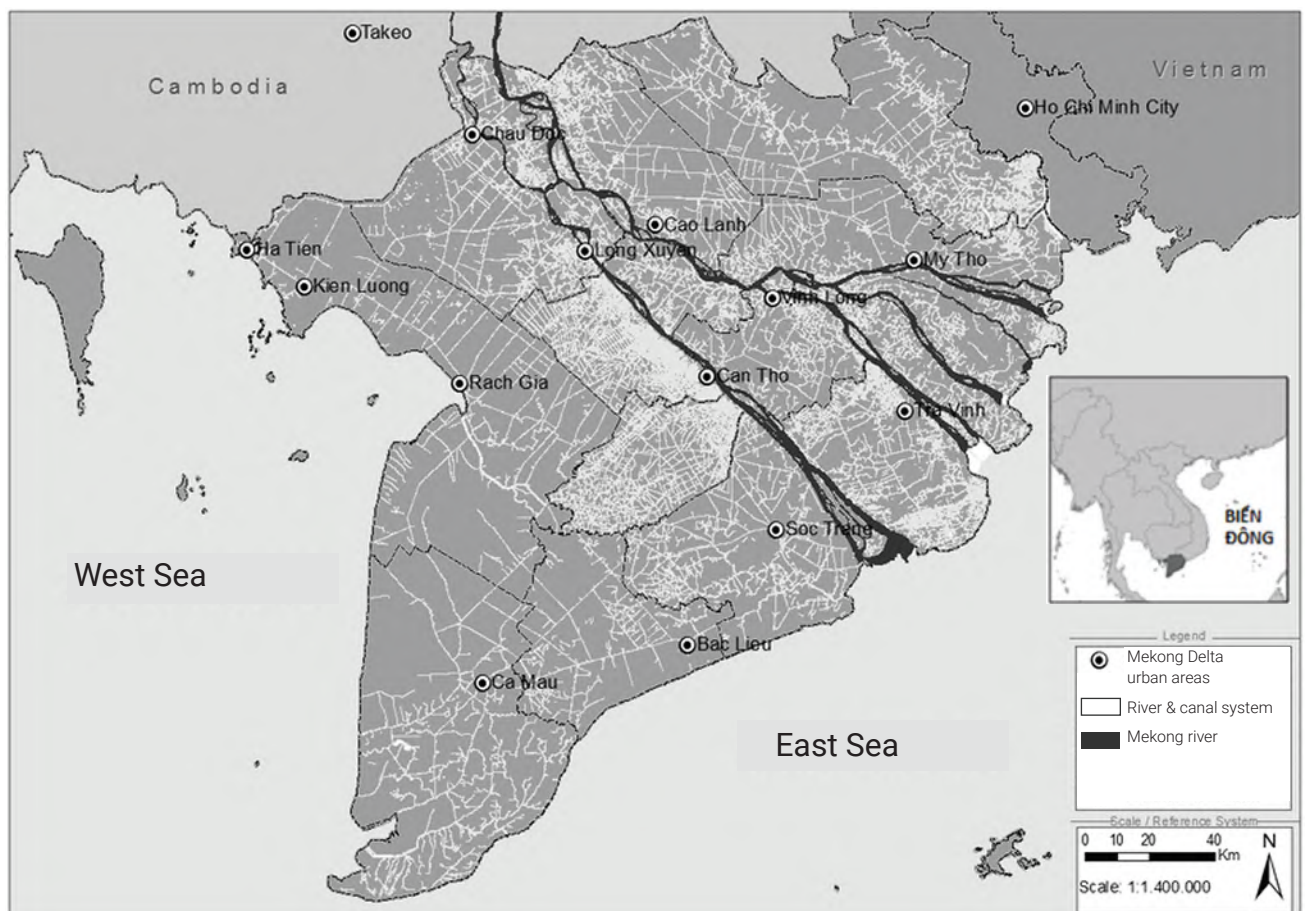 Takeo
Cambodia
Vietnam
Ho Chi Minh City
Chau Doc
Cao Lanh
Ha Tien
Long Xuyen
My Tho
Kien Luong
Vinh Long
Rach Gia
Can Tho
Tra Vinh
Soc Trang
BIỂN
ĐÔNG
West Sea
Bac Lieu
Ca Mau
East Sea
Legend
Mekong Delta
urban areas
River & canal system
Mekong river
Scale / Reference System
0 10 20 40
Km
N
Scale: 1:1.400.000